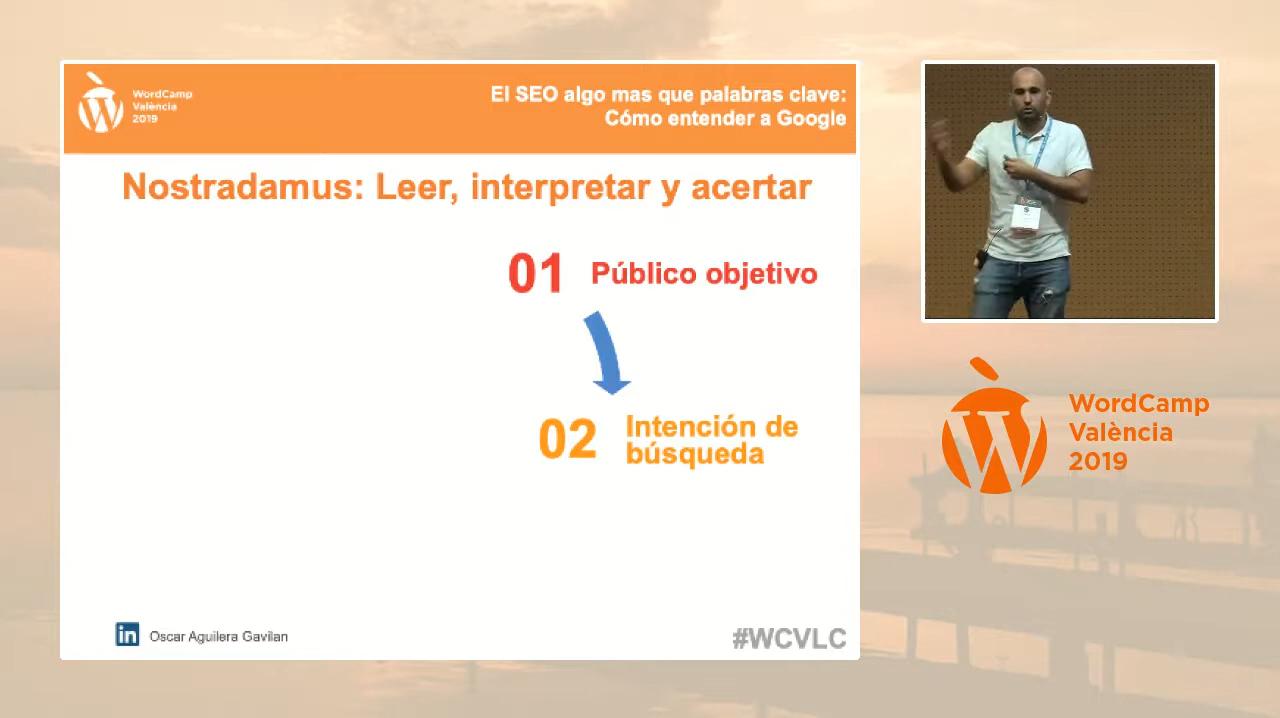 WordCamp
València
2019
El SEO algo mas que palabras clave:
Cómo entender a Google
Nostradamus: Leer, interpretar y acertar
01 Público objetivo
02 Intención de
búsqueda
in Oscar Aguilera Gavilan
#WCVLC
WordCamp
València
2019